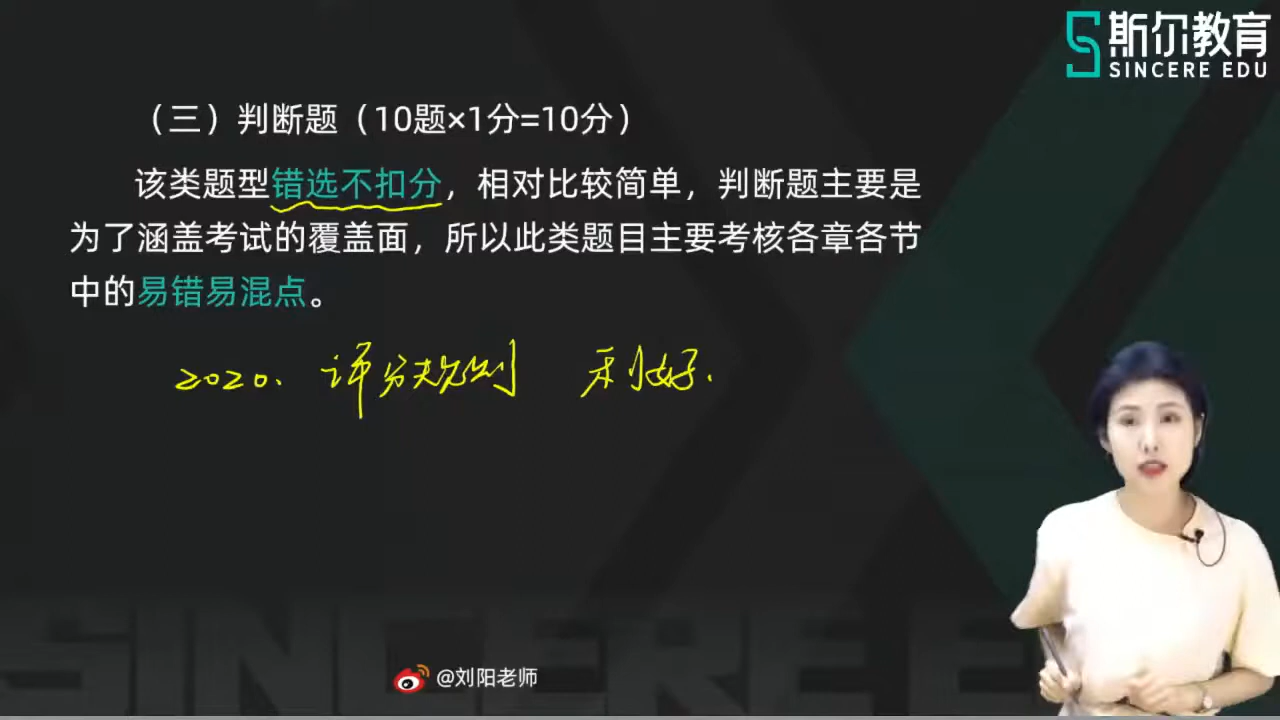 斯尔教育
SINCERE EDU
（三）判断题（10题×1分=10分）
该类题型错选不扣分，相对比较简单，判断题主要是
为了涵盖考试的覆盖面，所以此类题目主要考核各章各节
中的易错易混点。
2020. 评分规则 利好.
SINCERE E
@刘阳老师